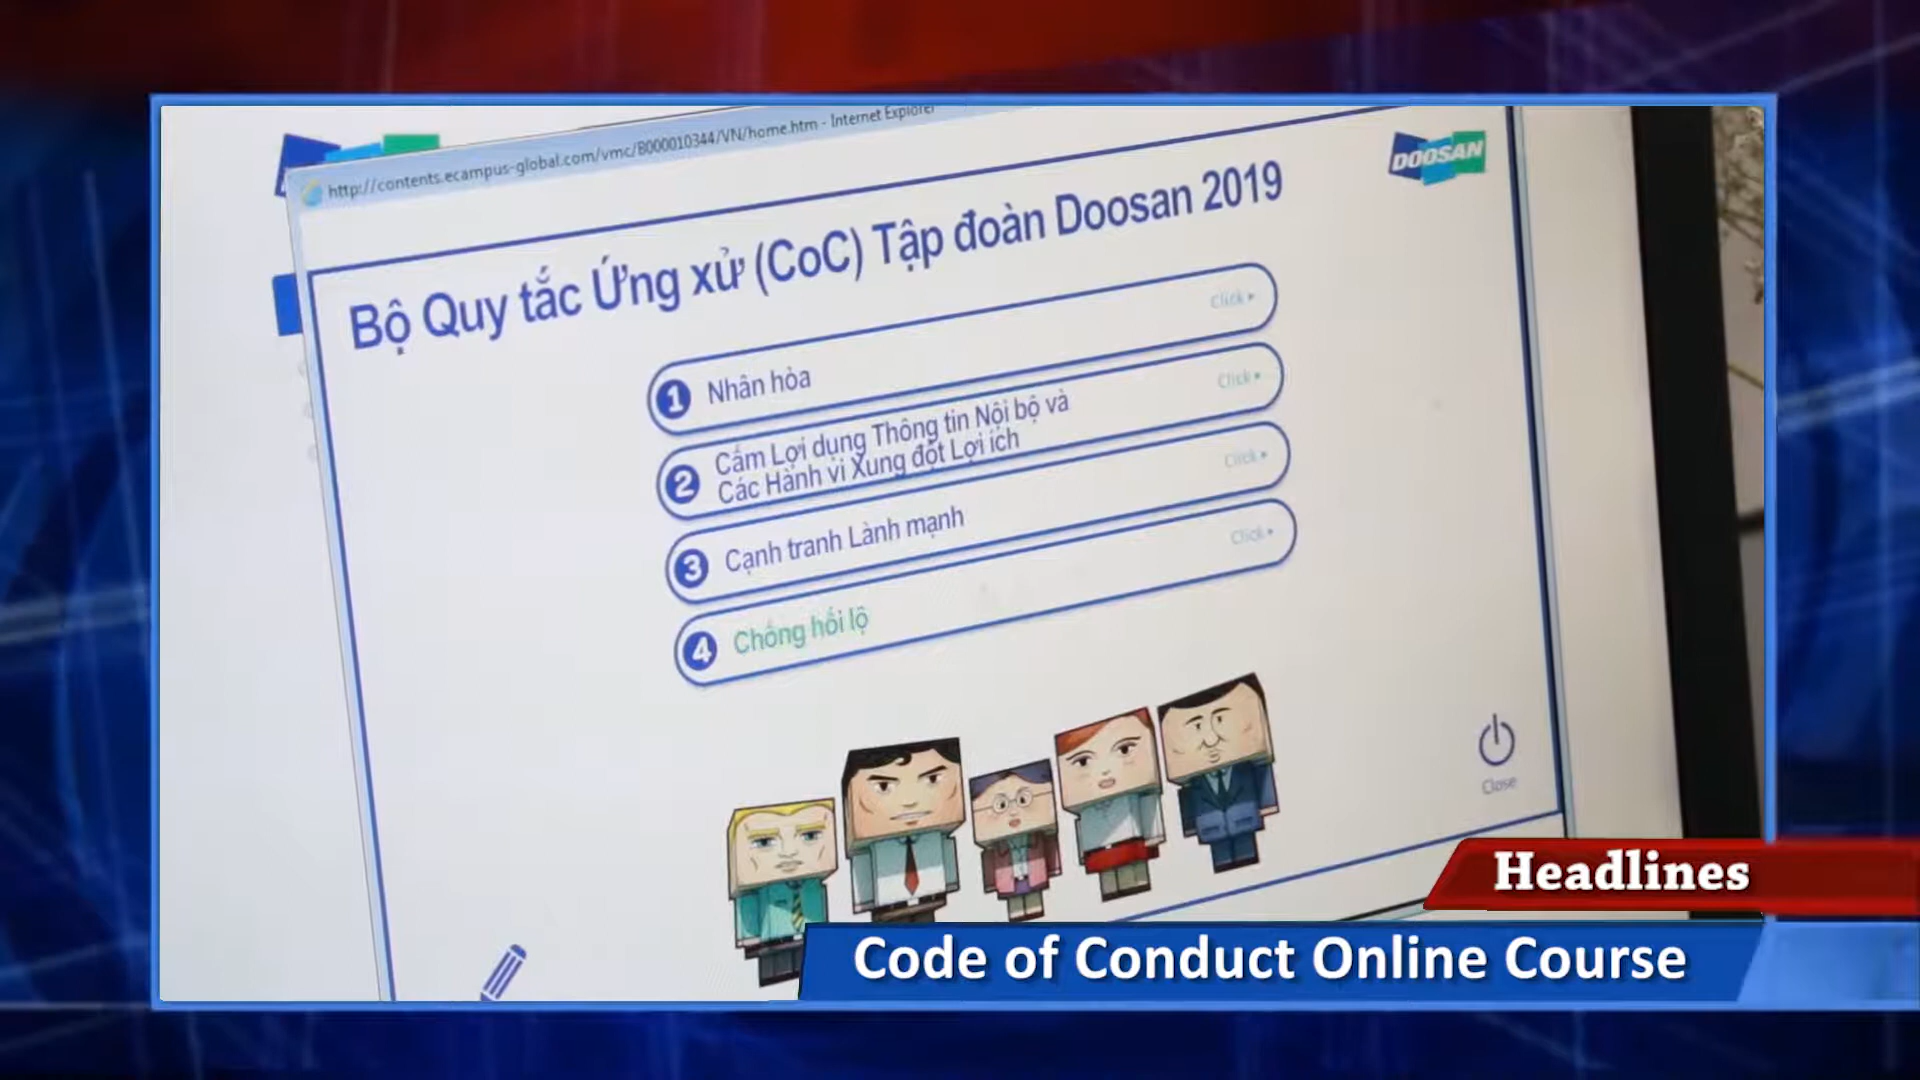 http://contents.ecampus-global.com/vmc/B000010344/VN/home.htm - Internet Explorer
DOOSAN
Bộ Quy tắc Ứng xử (CoC) Tập đoàn Doosan 2019
1 Nhân hòa Click
2 Cấm Lợi dụng Thông tin Nội bộ và
Các Hành vi Xung đột Lợi ích Click
3 Cạnh tranh Lành mạnh Click
4 Chống hối lộ Click
Close
Headlines
Code of Conduct Online Course